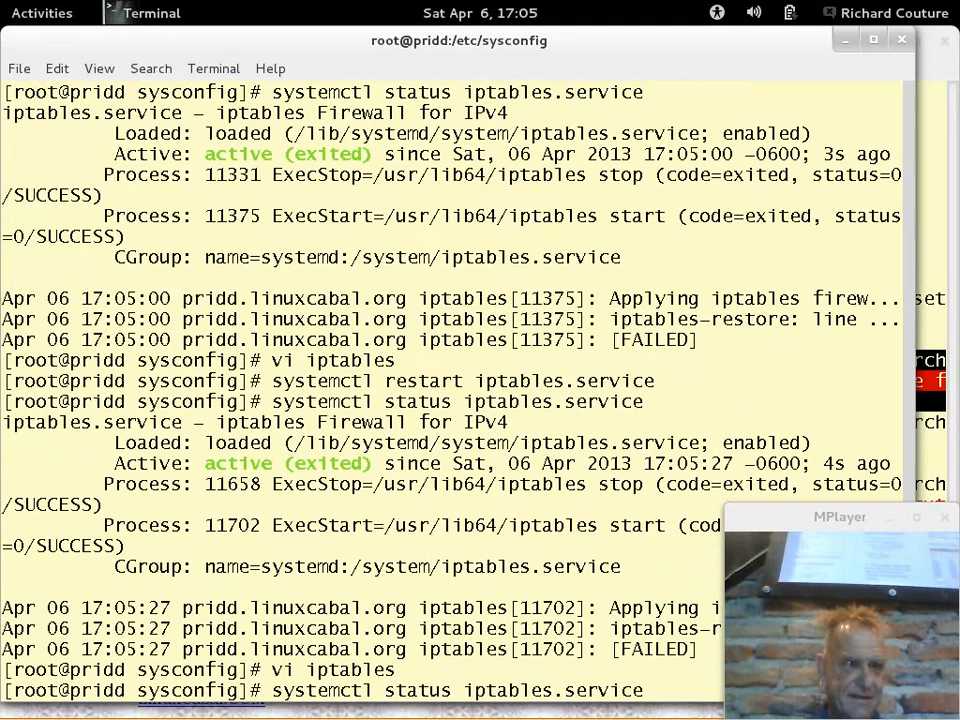 Activities Terminal Sat Apr 6, 17:05 Richard Couture
root@pridd:/etc/sysconfig
File Edit View Search Terminal Help
[root@pridd sysconfig]# systemctl status iptables.service
iptables.service – iptables Firewall for IPv4
Loaded: loaded (/lib/systemd/system/iptables.service; enabled)
Active: active (exited) since Sat, 06 Apr 2013 17:05:00 –0600; 3s ago
Process: 11331 ExecStop=/usr/lib64/iptables stop (code=exited, status=0
/SUCCESS)
Process: 11375 ExecStart=/usr/lib64/iptables start (code=exited, status
=0/SUCCESS)
CGroup: name=systemd:/system/iptables.service
Apr 06 17:05:00 pridd.linuxcabal.org iptables[11375]: Applying iptables firew... set
Apr 06 17:05:00 pridd.linuxcabal.org iptables[11375]: iptables–restore: line ...
Apr 06 17:05:00 pridd.linuxcabal.org iptables[11375]: [FAILED]
[root@pridd sysconfig]# vi iptables
rch
[root@pridd sysconfig]# systemctl restart iptables.service
e f
[root@pridd sysconfig]# systemctl status iptables.service
iptables.service – iptables Firewall for IPv4
rch
Loaded: loaded (/lib/systemd/system/iptables.service; enabled)
Active: active (exited) since Sat, 06 Apr 2013 17:05:27 –0600; 4s ago
Process: 11658 ExecStop=/usr/lib64/iptables stop (code=exited, status=0
rch
/SUCCESS)
MPlayer
Process: 11702 ExecStart=/usr/lib64/iptables start (cod
=0/SUCCESS)
CGroup: name=systemd:/system/iptables.service
Apr 06 17:05:27 pridd.linuxcabal.org iptables[11702]: Applying i
Apr 06 17:05:27 pridd.linuxcabal.org iptables[11702]: iptables–r
Apr 06 17:05:27 pridd.linuxcabal.org iptables[11702]: [FAILED]
[root@pridd sysconfig]# vi iptables
[root@pridd sysconfig]# systemctl status iptables.service